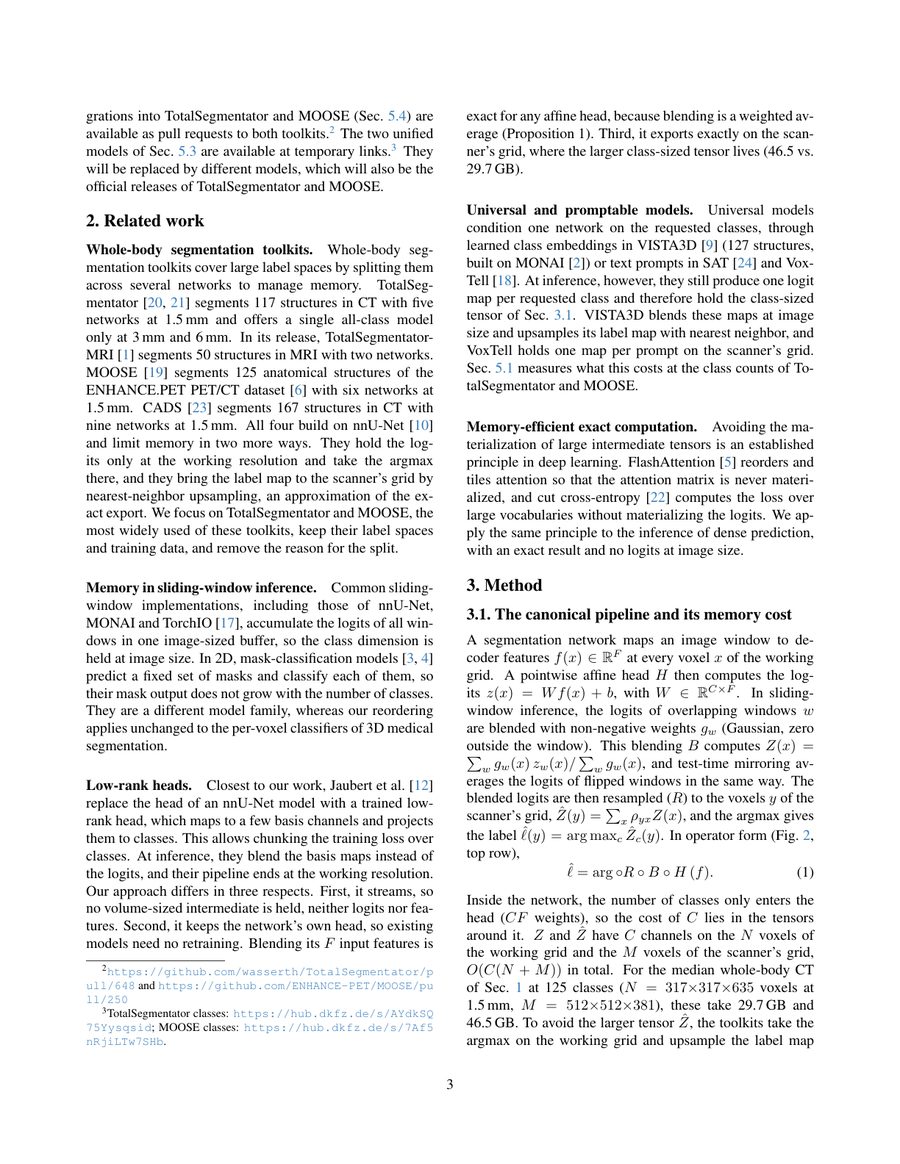 grations into TotalSegmentator and MOOSE (Sec. 5.4) are
available as pull requests to both toolkits.2 The two unified
models of Sec. 5.3 are available at temporary links.3 They
will be replaced by different models, which will also be the
official releases of TotalSegmentator and MOOSE.
2. Related work
Whole-body segmentation toolkits. Whole-body seg-
mentation toolkits cover large label spaces by splitting them
across several networks to manage memory. TotalSeg-
mentator [20, 21] segments 117 structures in CT with five
networks at 1.5 mm and offers a single all-class model
only at 3 mm and 6 mm. In its release, TotalSegmentator-
MRI [1] segments 50 structures in MRI with two networks.
MOOSE [19] segments 125 anatomical structures of the
ENHANCE.PET PET/CT dataset [6] with six networks at
1.5 mm. CADS [23] segments 167 structures in CT with
nine networks at 1.5 mm. All four build on nnU-Net [10]
and limit memory in two more ways. They hold the log-
its only at the working resolution and take the argmax
there, and they bring the label map to the scanner's grid by
nearest-neighbor upsampling, an approximation of the ex-
act export. We focus on TotalSegmentator and MOOSE, the
most widely used of these toolkits, keep their label spaces
and training data, and remove the reason for the split.
Memory in sliding-window inference. Common sliding-
window implementations, including those of nnU-Net,
MONAI and TorchIO [17], accumulate the logits of all win-
dows in one image-sized buffer, so the class dimension is
held at image size. In 2D, mask-classification models [3, 4]
predict a fixed set of masks and classify each of them, so
their mask output does not grow with the number of classes.
They are a different model family, whereas our reordering
applies unchanged to the per-voxel classifiers of 3D medical
segmentation.
Low-rank heads. Closest to our work, Jaubert et al. [12]
replace the head of an nnU-Net model with a trained low-
rank head, which maps to a few basis channels and projects
them to classes. This allows chunking the training loss over
classes. At inference, they blend the basis maps instead of
the logits, and their pipeline ends at the working resolution.
Our approach differs in three respects. First, it streams, so
no volume-sized intermediate is held, neither logits nor fea-
tures. Second, it keeps the network's own head, so existing
models need no retraining. Blending its F input features is
2https://github.com/wasserth/TotalSegmentator/p
ull/648 and https://github.com/ENHANCE-PET/MOOSE/pu
ll/250
3TotalSegmentator classes: https://hub.dkfz.de/s/AYdkSQ
75Yysqsid; MOOSE classes: https://hub.dkfz.de/s/7Af5
nRjiLTw7SHb.
exact for any affine head, because blending is a weighted av-
erage (Proposition 1). Third, it exports exactly on the scan-
ner's grid, where the larger class-sized tensor lives (46.5 vs.
29.7 GB).
Universal and promptable models. Universal models
condition one network on the requested classes, through
learned class embeddings in VISTA3D [9] (127 structures,
built on MONAI [2]) or text prompts in SAT [24] and Vox-
Tell [18]. At inference, however, they still produce one logit
map per requested class and therefore hold the class-sized
tensor of Sec. 3.1. VISTA3D blends these maps at image
size and upsamples its label map with nearest neighbor, and
VoxTell holds one map per prompt on the scanner's grid.
Sec. 5.1 measures what this costs at the class counts of To-
talSegmentator and MOOSE.
Memory-efficient exact computation. Avoiding the ma-
terialization of large intermediate tensors is an established
principle in deep learning. FlashAttention [5] reorders and
tiles attention so that the attention matrix is never materi-
alized, and cut cross-entropy [22] computes the loss over
large vocabularies without materializing the logits. We ap-
ply the same principle to the inference of dense prediction,
with an exact result and no logits at image size.
3. Method
3.1. The canonical pipeline and its memory cost
A segmentation network maps an image window to de-
coder features f(x) ∈ ℝ^F at every voxel x of the working
grid. A pointwise affine head H then computes the log-
its z(x) = Wf(x) + b, with W ∈ ℝ^{C×F}. In sliding-
window inference, the logits of overlapping windows w
are blended with non-negative weights g_w (Gaussian, zero
outside the window). This blending B computes Z(x) =
∑_w g_w(x) z_w(x)/ ∑_w g_w(x), and test-time mirroring av-
erages the logits of flipped windows in the same way. The
blended logits are then resampled (R) to the voxels y of the
scanner's grid, Ẑ(y) = ∑_x ρ_{yx}Z(x), and the argmax gives
the label ℓ̂(y) = arg max_c Ẑ_c(y). In operator form (Fig. 2,
top row),
ℓ̂ = arg ∘R ∘ B ∘ H (f). (1)
Inside the network, the number of classes only enters the
head (CF weights), so the cost of C lies in the tensors
around it. Z and Ẑ have C channels on the N voxels of
the working grid and the M voxels of the scanner's grid,
O(C(N + M)) in total. For the median whole-body CT
of Sec. 1 at 125 classes (N = 317×317×635 voxels at
1.5 mm, M = 512×512×381), these take 29.7 GB and
46.5 GB. To avoid the larger tensor Ẑ, the toolkits take the
argmax on the working grid and upsample the label map
3